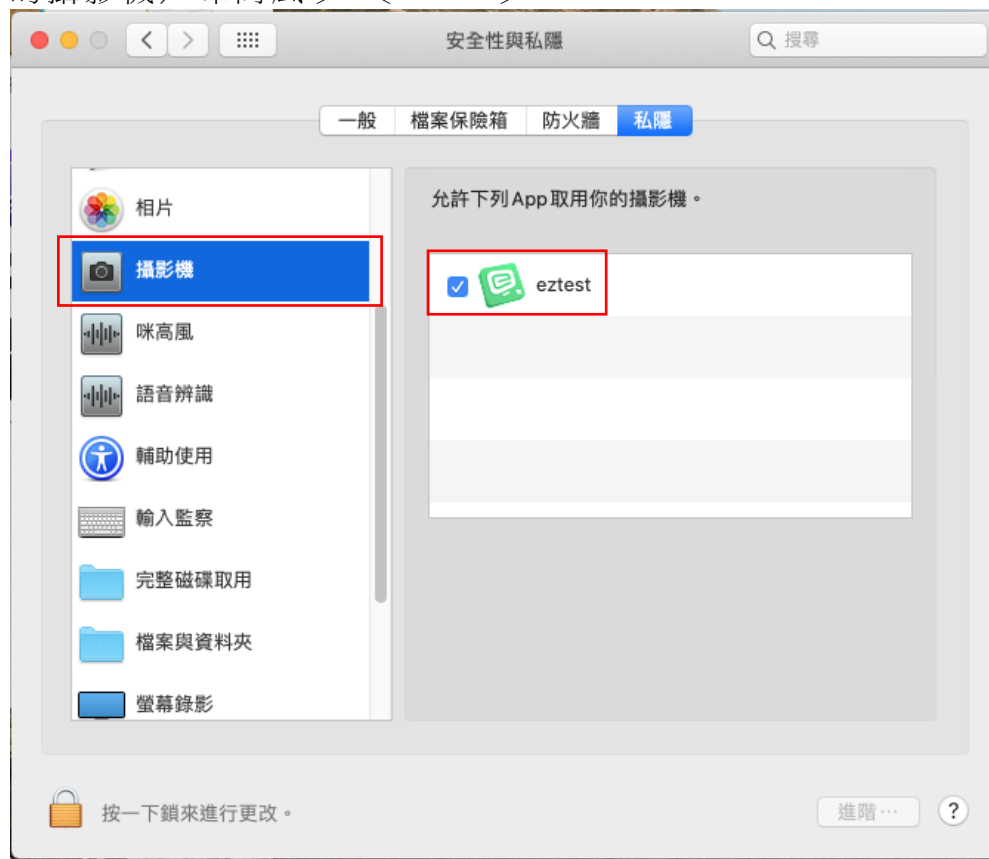 安全性與私隱
搜尋
一般 檔案保險箱 防火牆 私隱
相片
允許下列 App 取用你的攝影機。
攝影機
eztest
咪高風
語音辨識
輔助使用
輸入監察
完整磁碟取用
檔案與資料夾
螢幕錄影
按一下鎖來進行更改。
進階…
?